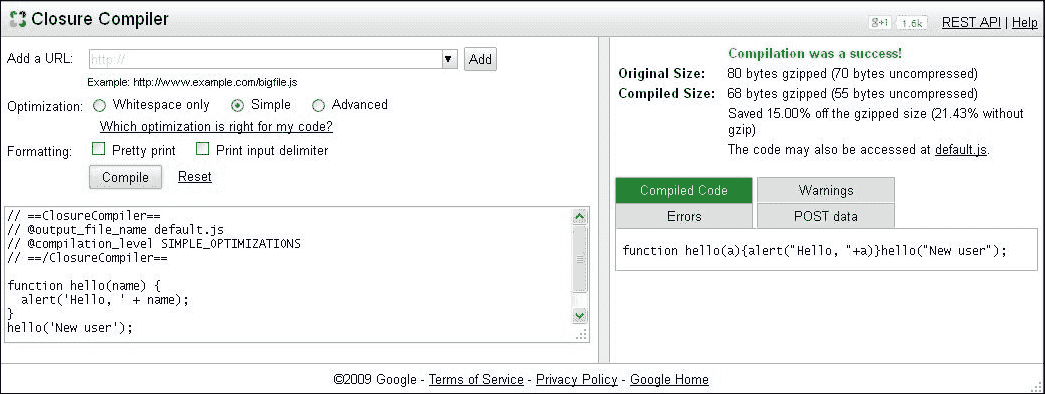 Closure Compiler
g+1 1.6k REST API | Help
Add a URL: http:// Add
Example: http://www.example.com/bigfile.js
Optimization: Whitespace only Simple Advanced
Which optimization is right for my code?
Formatting: Pretty print Print input delimiter
Compile Reset
// ==ClosureCompiler==
// @output_file_name default.js
// @compilation_level SIMPLE_OPTIMIZATIONS
// ==/ClosureCompiler==
function hello(name) {
  alert('Hello, ' + name);
}
hello('New user');
Compilation was a success!
Original Size: 80 bytes gzipped (70 bytes uncompressed)
Compiled Size: 68 bytes gzipped (55 bytes uncompressed)
Saved 15.00% off the gzipped size (21.43% without
gzip)
The code may also be accessed at default.js.
Compiled Code Warnings
Errors POST data
function hello(a){alert("Hello, "+a)}hello("New user");
©2009 Google - Terms of Service - Privacy Policy - Google Home